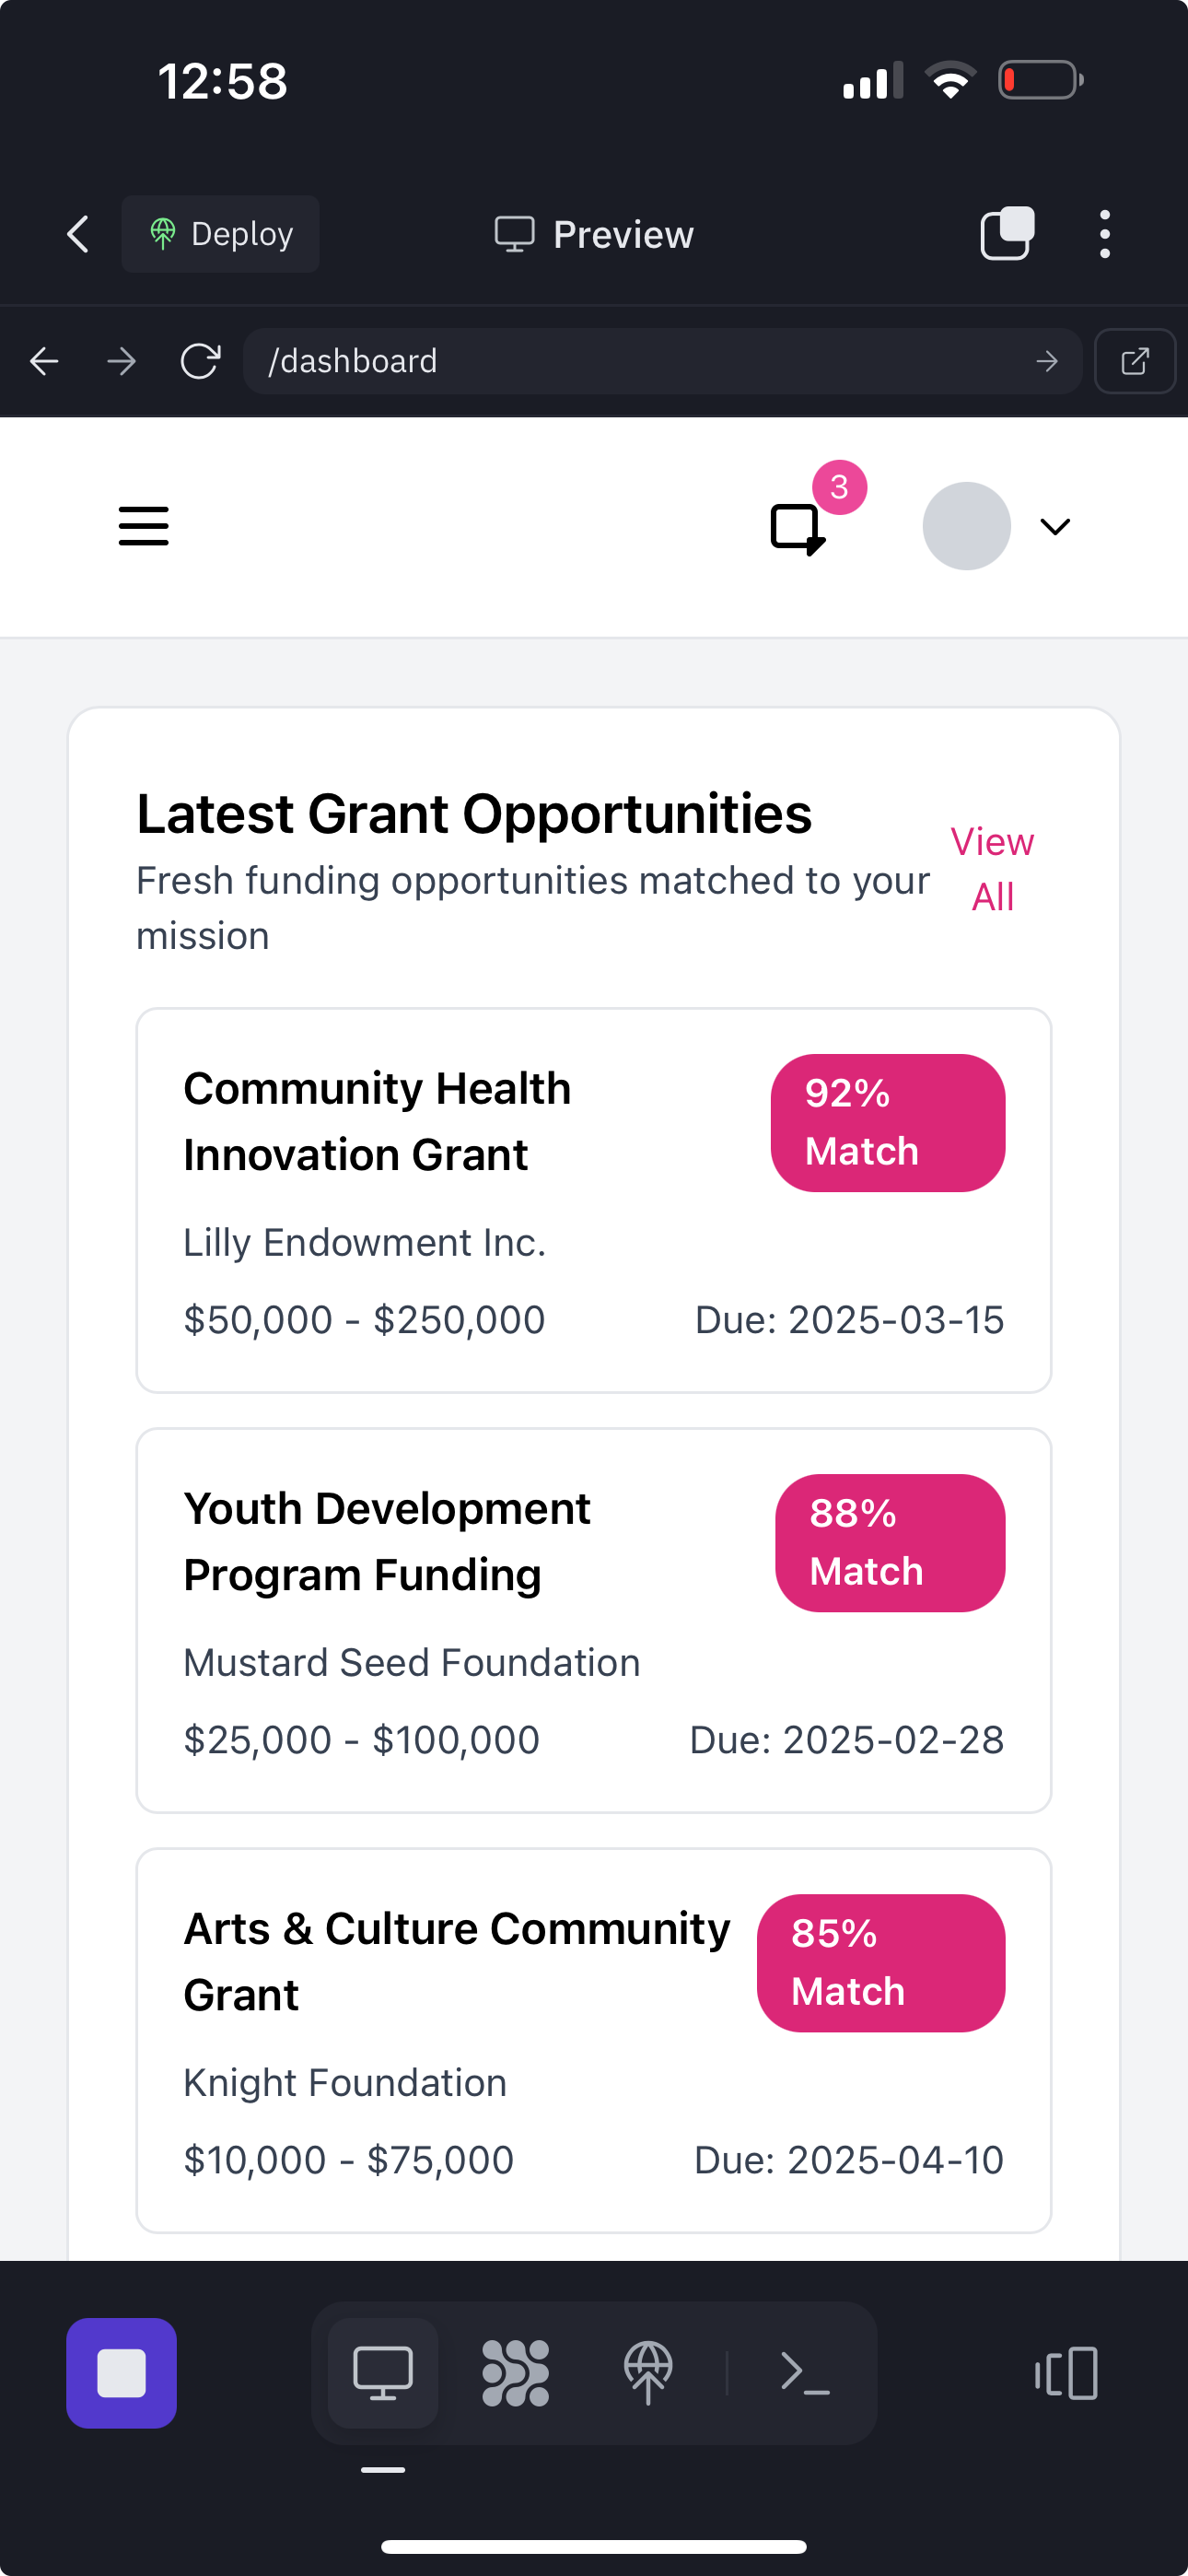 12:58
Deploy
Preview
/dashboard
3
Latest Grant Opportunities
Fresh funding opportunities matched to your
mission
View
All
Community Health
Innovation Grant
92%
Match
Lilly Endowment Inc.
$50,000 - $250,000
Due: 2025-03-15
Youth Development
Program Funding
88%
Match
Mustard Seed Foundation
$25,000 - $100,000
Due: 2025-02-28
Arts & Culture Community
Grant
85%
Match
Knight Foundation
$10,000 - $75,000
Due: 2025-04-10